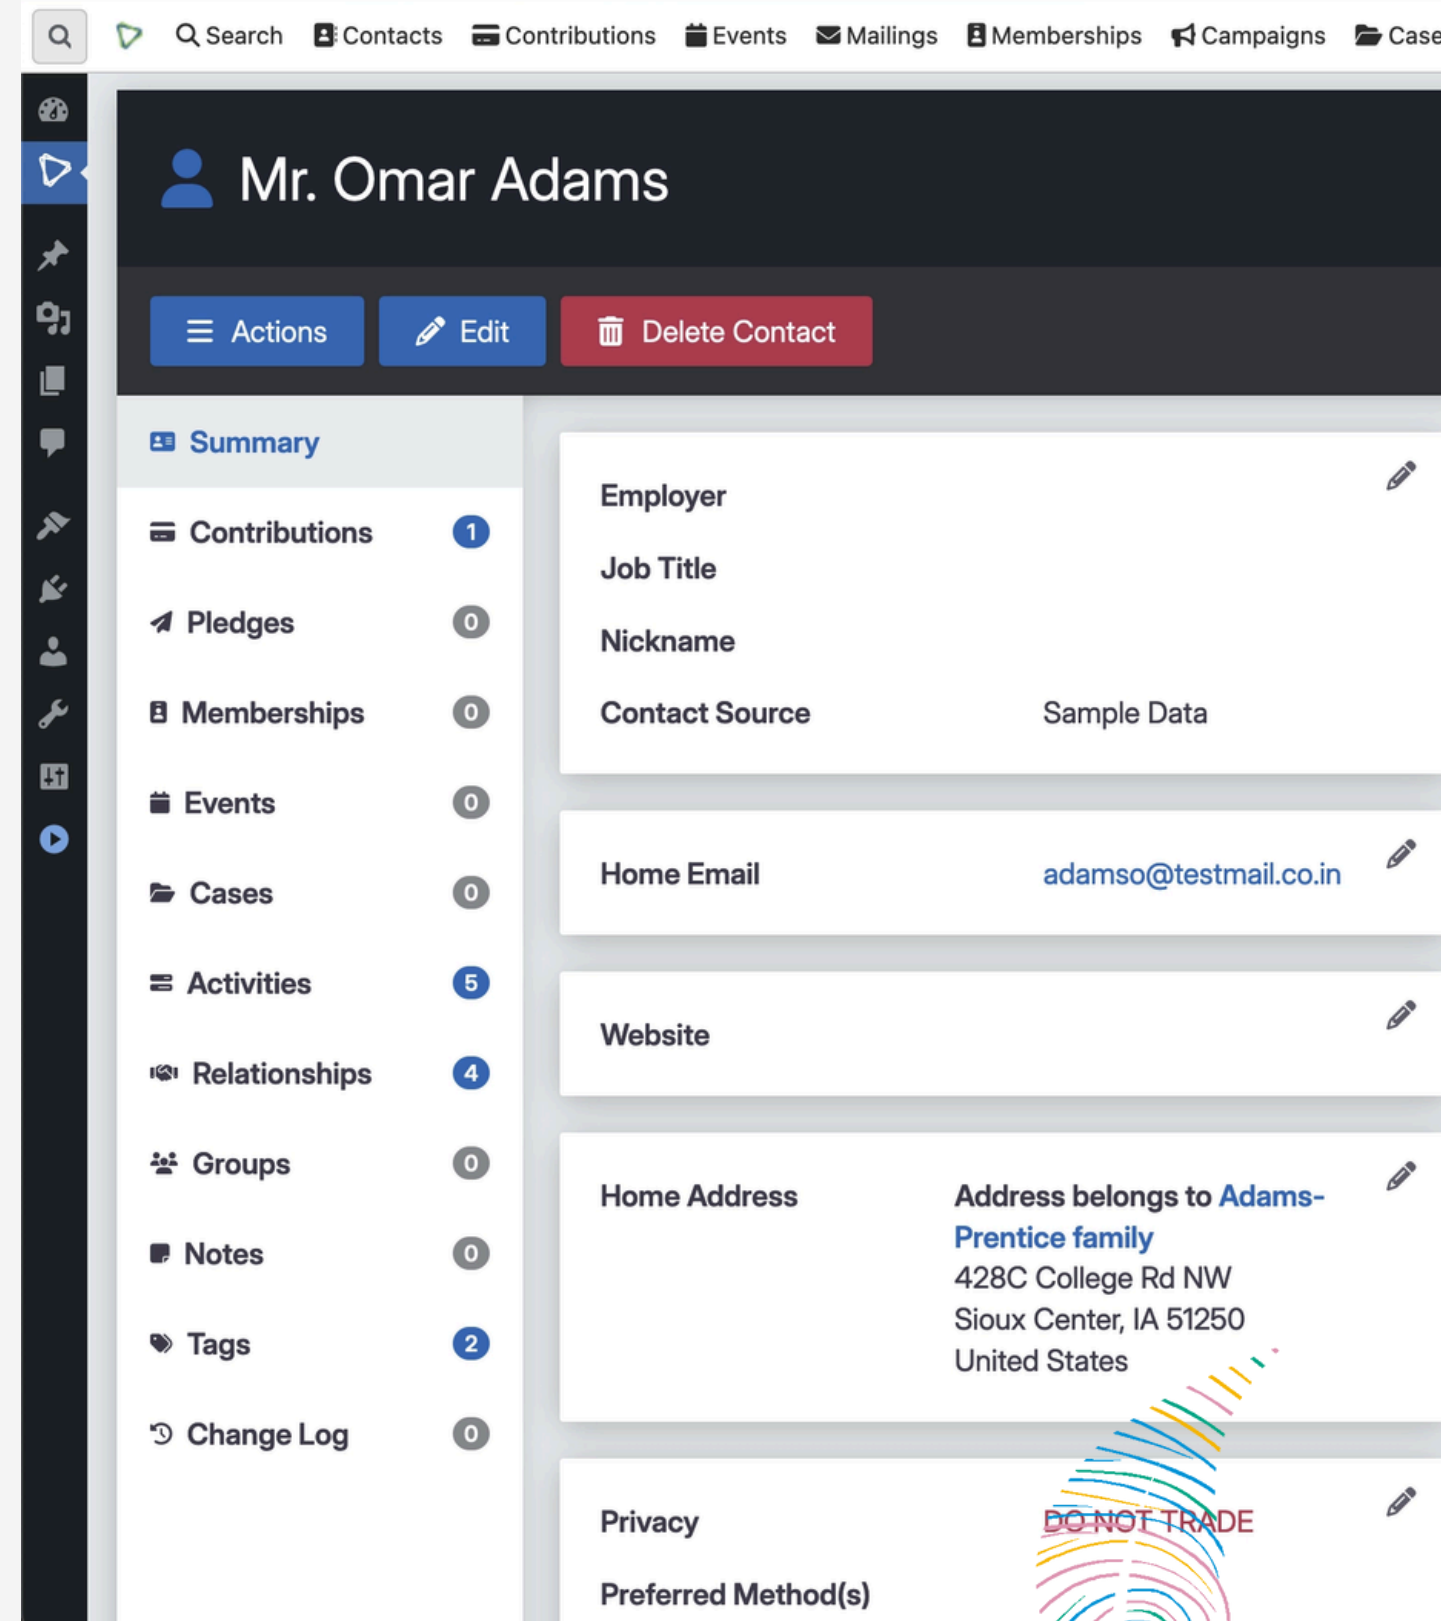 Search Contacts Contributions Events Mailings Memberships Campaigns Case
Mr. Omar Adams
Actions Edit Delete Contact
Summary
Contributions 1
Pledges 0
Memberships 0
Events 0
Cases 0
Activities 5
Relationships 4
Groups 0
Notes 0
Tags 2
Change Log 0
Employer
Job Title
Nickname
Contact Source Sample Data
Home Email adamso@testmail.co.in
Website
Home Address Address belongs to Adams-
Prentice family
428C College Rd NW
Sioux Center, IA 51250
United States
Privacy DO NOT TRADE
Preferred Method(s)